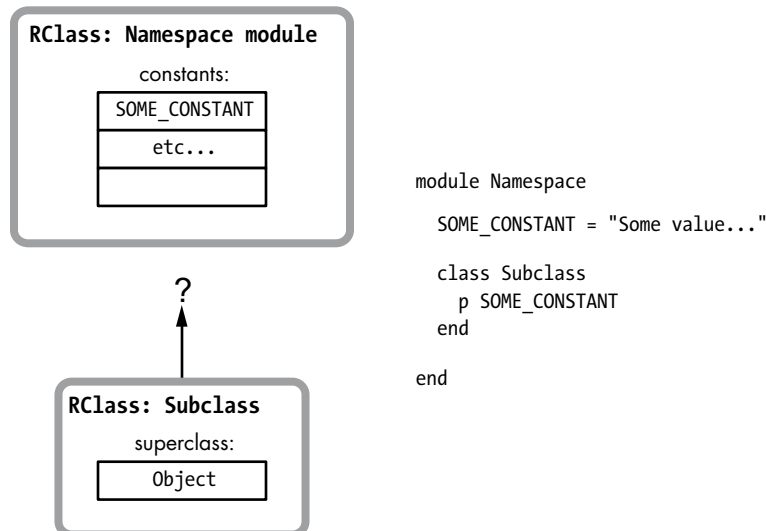 RClass: Namespace module
constants:
SOME_CONSTANT
etc...
?
RClass: Subclass
superclass:
Object
module Namespace
SOME_CONSTANT = "Some value..."
class Subclass
p SOME_CONSTANT
end
end